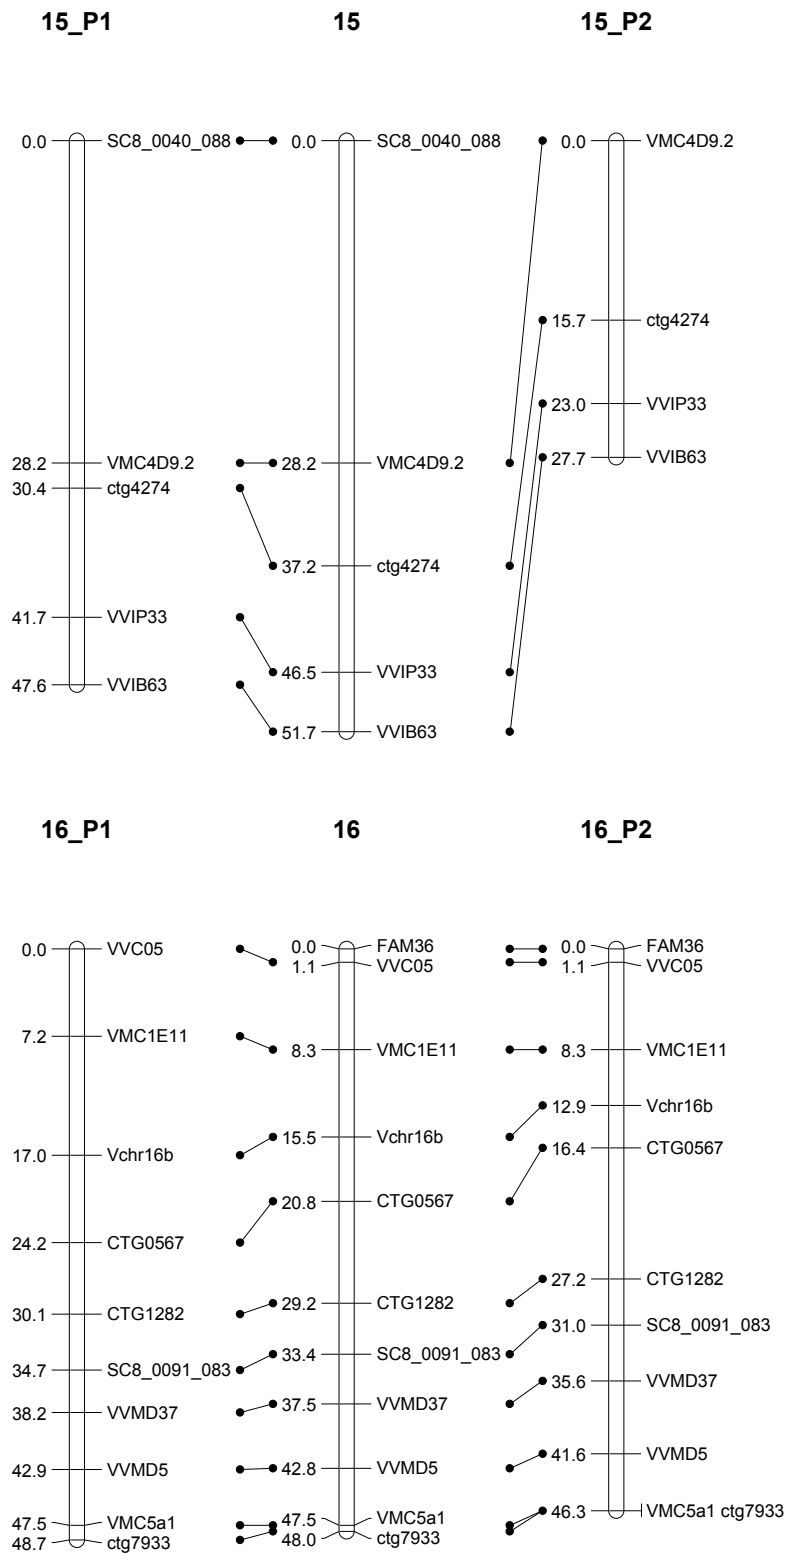 15_P1 15 15_P2
0.0 SC8_0040_088 0.0 SC8_0040_088 0.0 VMC4D9.2
15.7 ctg4274
23.0 VVIP33
27.7 VVIB63
28.2 VMC4D9.2 28.2 VMC4D9.2
30.4 ctg4274
37.2 ctg4274
41.7 VVIP33
46.5 VVIP33
47.6 VVIB63
51.7 VVIB63
16_P1 16 16_P2
0.0 VVC05 0.0 FAM36 0.0 FAM36
1.1 VVC05 1.1 VVC05
7.2 VMC1E11
8.3 VMC1E11 8.3 VMC1E11
12.9 Vchr16b
15.5 Vchr16b
16.4 CTG0567
17.0 Vchr16b
20.8 CTG0567
24.2 CTG0567
27.2 CTG1282
29.2 CTG1282
30.1 CTG1282
31.0 SC8_0091_083
33.4 SC8_0091_083
34.7 SC8_0091_083
35.6 VVMD37
37.5 VVMD37
38.2 VVMD37
41.6 VVMD5
42.9 VVMD5 42.8 VVMD5
46.3 VMC5a1 ctg7933
47.5 VMC5a1 47.5 VMC5a1
48.7 ctg7933 48.0 ctg7933